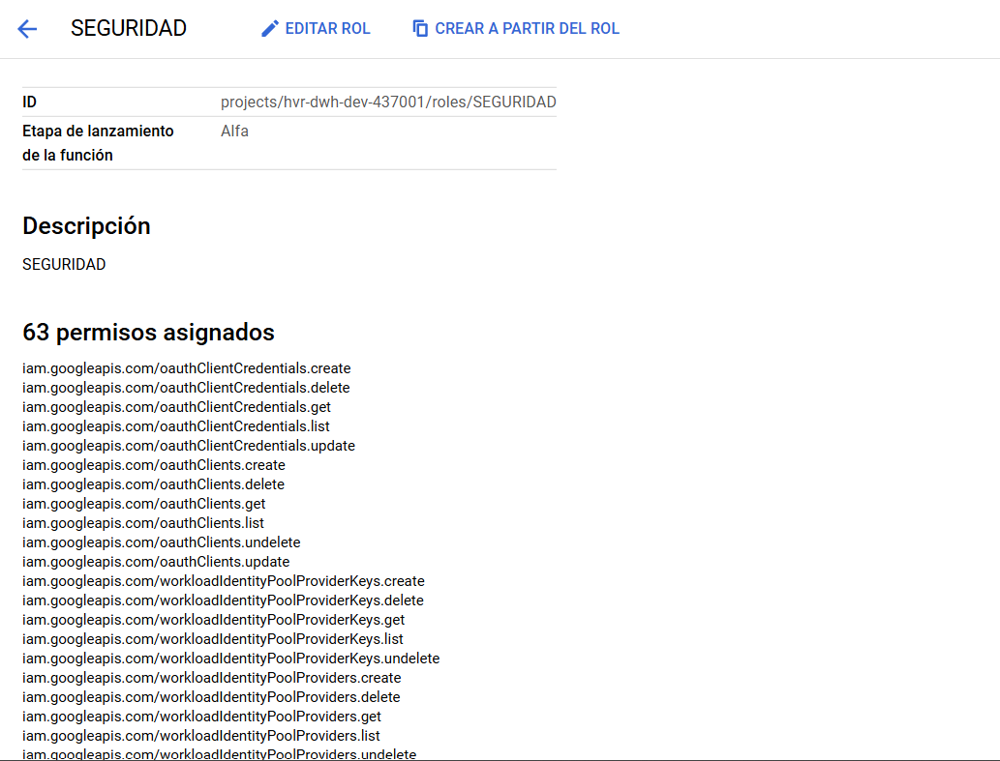 SEGURIDAD
EDITAR ROL
CREAR A PARTIR DEL ROL
ID projects/hvr-dwh-dev-437001/roles/SEGURIDAD
Etapa de lanzamiento Alfa
de la función
Descripción
SEGURIDAD
63 permisos asignados
iam.googleapis.com/oauthClientCredentials.create
iam.googleapis.com/oauthClientCredentials.delete
iam.googleapis.com/oauthClientCredentials.get
iam.googleapis.com/oauthClientCredentials.list
iam.googleapis.com/oauthClientCredentials.update
iam.googleapis.com/oauthClients.create
iam.googleapis.com/oauthClients.delete
iam.googleapis.com/oauthClients.get
iam.googleapis.com/oauthClients.list
iam.googleapis.com/oauthClients.undelete
iam.googleapis.com/oauthClients.update
iam.googleapis.com/workloadIdentityPoolProviderKeys.create
iam.googleapis.com/workloadIdentityPoolProviderKeys.delete
iam.googleapis.com/workloadIdentityPoolProviderKeys.get
iam.googleapis.com/workloadIdentityPoolProviderKeys.list
iam.googleapis.com/workloadIdentityPoolProviderKeys.undelete
iam.googleapis.com/workloadIdentityPoolProviders.create
iam.googleapis.com/workloadIdentityPoolProviders.delete
iam.googleapis.com/workloadIdentityPoolProviders.get
iam.googleapis.com/workloadIdentityPoolProviders.list
iam.googleapis.com/workloadIdentityPoolProviders.undelete